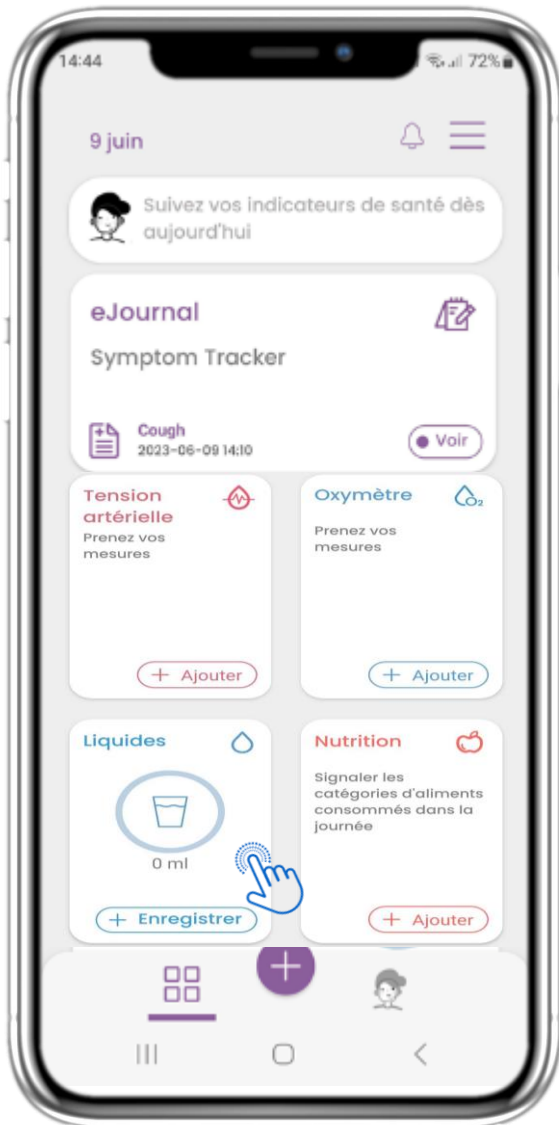 14:44
72%
9 juin
Suivez vos indicateurs de santé dès
aujourd'hui
eJournal
Symptom Tracker
Cough
2023-06-09 14:10
Voir
Tension
artérielle
Prenez vos
mesures
+ Ajouter
Oxymètre
O₂
Prenez vos
mesures
+ Ajouter
Liquides
0 ml
+ Enregistrer
Nutrition
Signaler les
catégories d'aliments
consommés dans la
journée
+ Ajouter